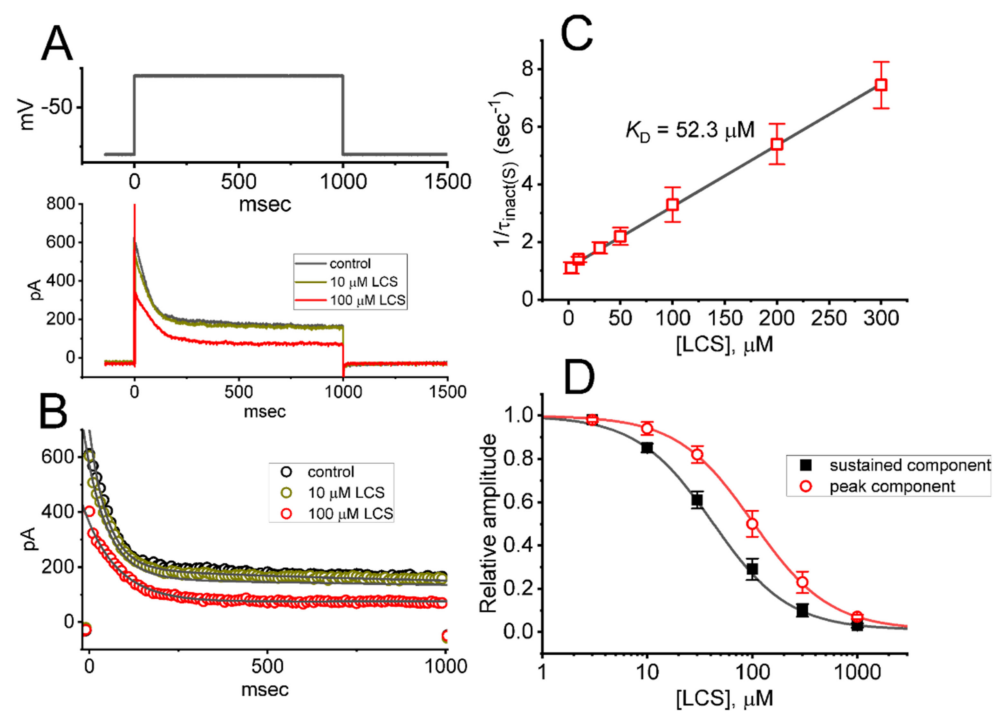 A
mV
-50
0
500
1000
1500
msec
pA
800
600
400
200
0
control
10 μM LCS
100 μM LCS
0
500
1000
1500
msec
B
pA
600
400
200
0
control
10 μM LCS
100 μM LCS
0
500
1000
msec
C
1/τinact(S) (sec-1)
8
6
4
2
0
KD = 52.3 μM
0
50
100
150
200
250
300
[LCS], μM
D
Relative amplitude
1.0
0.8
0.6
0.4
0.2
0.0
sustained component
peak component
1
10
100
1000
[LCS], μM